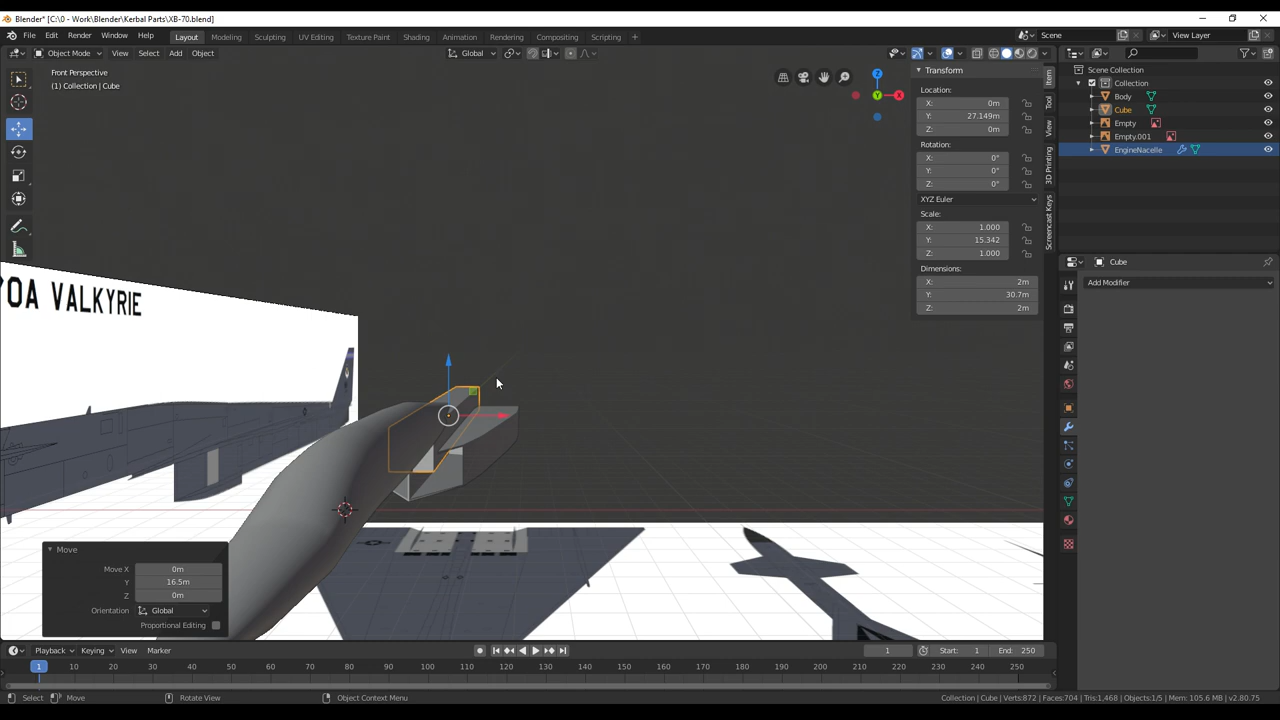 Blender* [C:\0 - Work\Blender\Kerbal Parts\XB-70.blend]
File Edit Render Window Help Layout Modeling Sculpting UV Editing Texture Paint Shading Animation Rendering Compositing Scripting + Scene View Layer
Object Mode View Select Add Object Global
Front Perspective
(1) Collection | Cube
Z
X
Y
Transform
Location:
X: 0m
Y: 27.149m
Z: 0m
Rotation:
X: 0°
Y: 0°
Z: 0°
XYZ Euler
Scale:
X: 1.000
Y: 15.342
Z: 1.000
Dimensions:
X: 2m
Y: 30.7m
Z: 2m
Item
Tool
View
3D Printing
Screencast Keys
Scene Collection
Collection
Body
Cube
Empty
Empty.001
EngineNacelle
Cube
Add Modifier
OA VALKYRIE
Move
Move X 0m
Y 16.5m
Z 0m
Orientation Global
Proportional Editing
Playback Keying View Marker 1 Start: 1 End: 250
1 10 20 30 40 50 60 70 80 90 100 110 120 130 140 150 160 170 180 190 200 210 220 230 240 250
Select Move Rotate View Object Context Menu Collection | Cube | Verts:872 | Faces:704 | Tris:1,468 | Objects:1/5 | Mem: 105.6 MB | v2.80.75